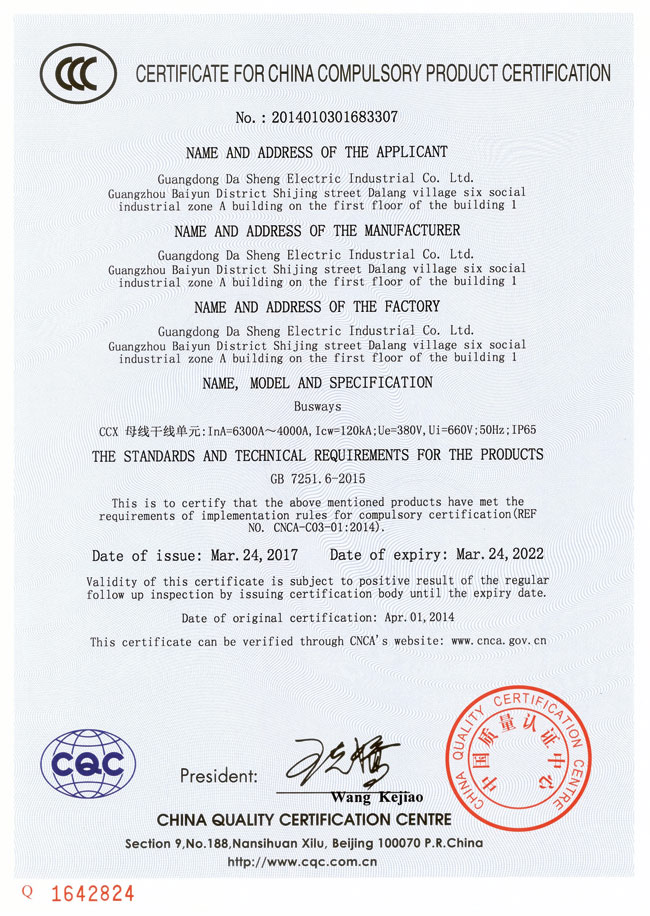 CCC
CERTIFICATE FOR CHINA COMPULSORY PRODUCT CERTIFICATION
No.: 2014010301683307
NAME AND ADDRESS OF THE APPLICANT
Guangdong Da Sheng Electric Industrial Co. Ltd.
Guangzhou Baiyun District Shijing street Dalang village six social
industrial zone A building on the first floor of the building 1
NAME AND ADDRESS OF THE MANUFACTURER
Guangdong Da Sheng Electric Industrial Co. Ltd.
Guangzhou Baiyun District Shijing street Dalang village six social
industrial zone A building on the first floor of the building 1
NAME AND ADDRESS OF THE FACTORY
Guangdong Da Sheng Electric Industrial Co. Ltd.
Guangzhou Baiyun District Shijing street Dalang village six social
industrial zone A building on the first floor of the building 1
NAME, MODEL AND SPECIFICATION
Busways
CCX 母线干线单元:InA=6300A～4000A,Icw=120kA;Ue=380V,Ui=660V;50Hz;IP65
THE STANDARDS AND TECHNICAL REQUIREMENTS FOR THE PRODUCTS
GB 7251.6-2015
This is to certify that the above mentioned products have met the
requirements of implementation rules for compulsory certification(REF
NO. CNCA-C03-01:2014).
Date of issue: Mar.24,2017 Date of expiry: Mar.24,2022
Validity of this certificate is subject to positive result of the regular
follow up inspection by issuing certification body until the expiry date.
Date of original certification: Apr.01,2014
This certificate can be verified through CNCA's website: www.cnca.gov.cn
CQC
President:
Wang Kejiao
CHINA QUALITY CERTIFICATION CENTRE
中国质量认证中心
CHINA QUALITY CERTIFICATION CENTRE
Section 9,No.188,Nansihuan Xilu, Beijing 100070 P.R.China
http://www.cqc.com.cn
Q 1642824